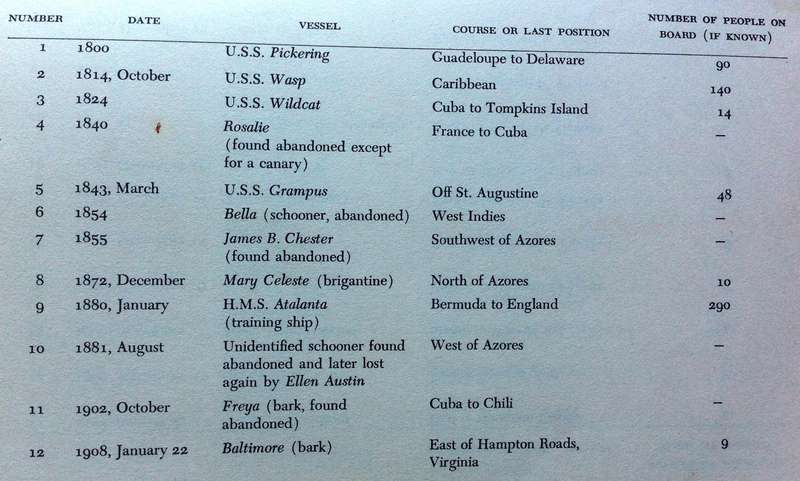 NUMBER DATE VESSEL COURSE OR LAST POSITION NUMBER OF PEOPLE ON BOARD (IF KNOWN)
1 1800 U.S.S. Pickering Guadeloupe to Delaware 90
2 1814, October U.S.S. Wasp Caribbean 140
3 1824 U.S.S. Wildcat Cuba to Tompkins Island 14
4 1840 Rosalie France to Cuba —
(found abandoned except
for a canary)
5 1843, March U.S.S. Grampus Off St. Augustine 48
6 1854 Bella (schooner, abandoned) West Indies —
7 1855 James B. Chester Southwest of Azores —
(found abandoned)
8 1872, December Mary Celeste (brigantine) North of Azores 10
9 1880, January H.M.S. Atalanta Bermuda to England 290
(training ship)
10 1881, August Unidentified schooner found West of Azores —
abandoned and later lost
again by Ellen Austin
11 1902, October Freya (bark, found Cuba to Chili —
abandoned)
12 1908, January 22 Baltimore (bark) East of Hampton Roads, 9
Virginia